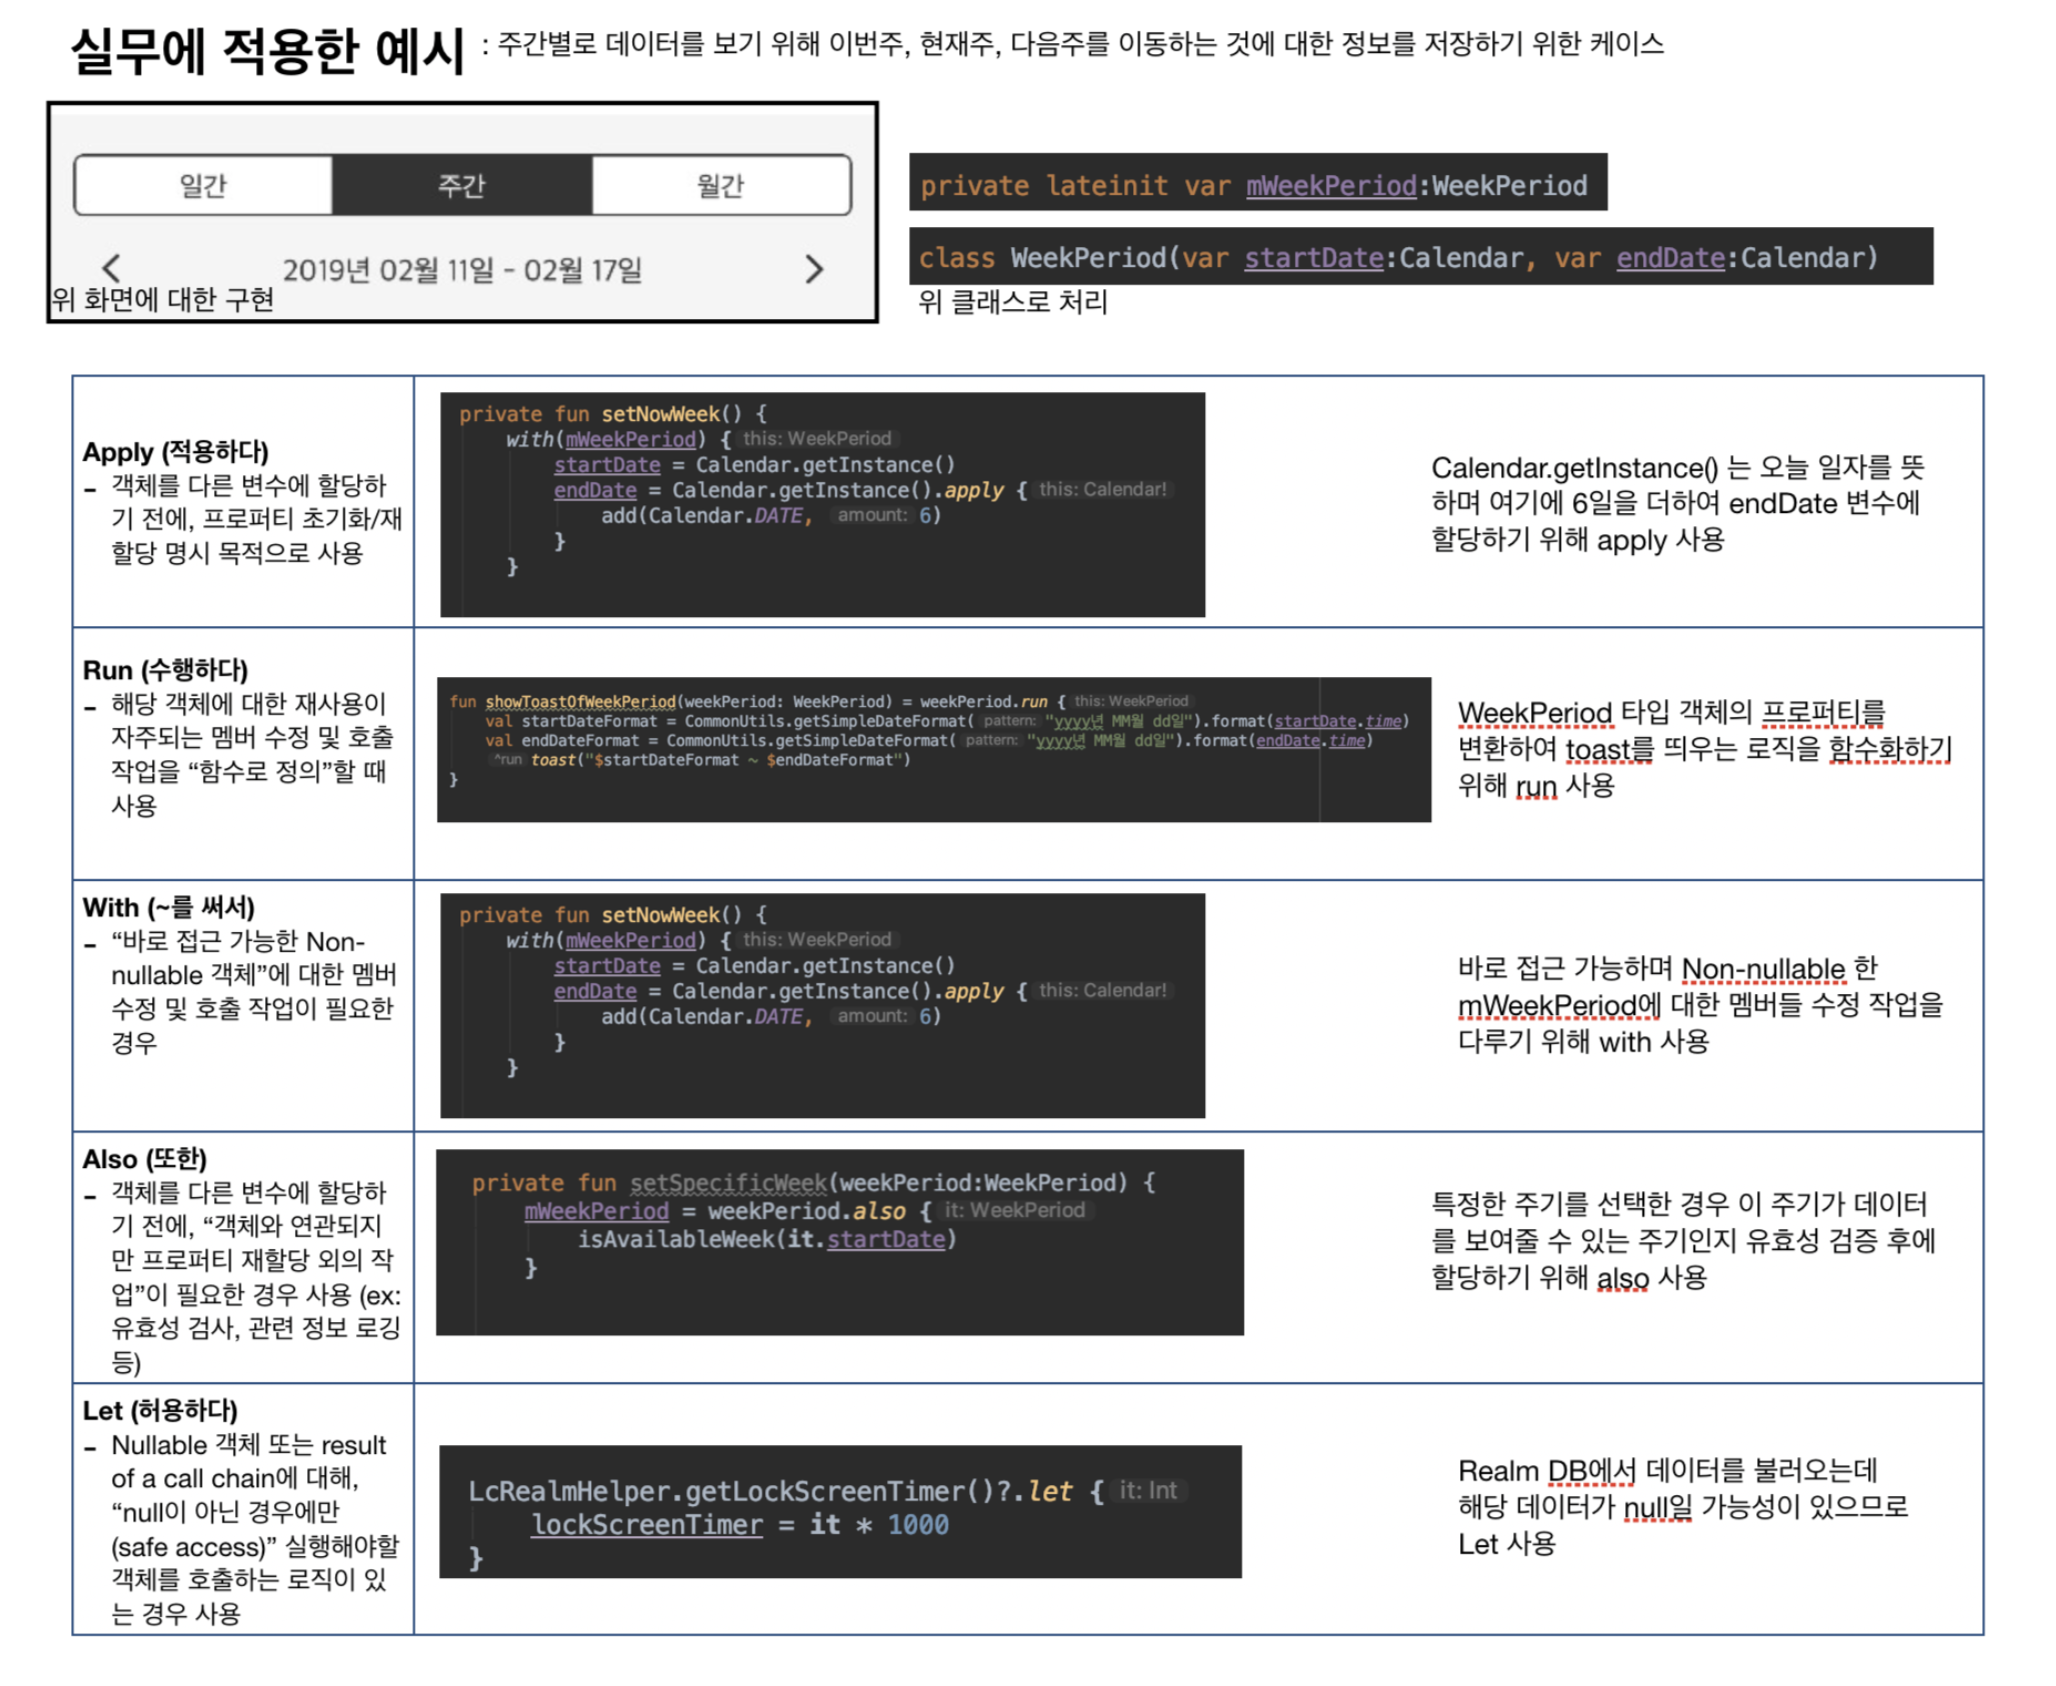 실무에 적용한 예시 : 주간별로 데이터를 보기 위해 이번주, 현재주, 다음주를 이동하는 것에 대한 정보를 저장하기 위한 케이스
일간 주간 월간
< 2019년 02월 11일 - 02월 17일 >
위 화면에 대한 구현
private lateinit var mWeekPeriod:WeekPeriod
class WeekPeriod(var startDate:Calendar, var endDate:Calendar)
위 클래스로 처리
Apply (적용하다)
- 객체를 다른 변수에 할당하
기 전에, 프로퍼티 초기화/재
할당 명시 목적으로 사용
private fun setNowWeek() {
with(mWeekPeriod) { this: WeekPeriod
startDate = Calendar.getInstance()
endDate = Calendar.getInstance().apply { this: Calendar!
add(Calendar.DATE, amount: 6)
}
}
Calendar.getInstance() 는 오늘 일자를 뜻
하며 여기에 6일을 더하여 endDate 변수에
할당하기 위해 apply 사용
Run (수행하다)
- 해당 객체에 대한 재사용이
자주되는 멤버 수정 및 호출
작업을 “함수로 정의”할 때
사용
fun showToastOfWeekPeriod(weekPeriod: WeekPeriod) = weekPeriod.run { this: WeekPeriod
val startDateFormat = CommonUtils.getSimpleDateFormat( pattern: "yyyy년 MM월 dd일").format(startDate.time)
val endDateFormat = CommonUtils.getSimpleDateFormat( pattern: "yyyy년 MM월 dd일").format(endDate.time)
^run toast("$startDateFormat ~ $endDateFormat")
}
WeekPeriod 타입 객체의 프로퍼티를
변환하여 toast를 띄우는 로직을 함수화하기
위해 run 사용
With (~를 써서)
- “바로 접근 가능한 Non-
nullable 객체”에 대한 멤버
수정 및 호출 작업이 필요한
경우
private fun setNowWeek() {
with(mWeekPeriod) { this: WeekPeriod
startDate = Calendar.getInstance()
endDate = Calendar.getInstance().apply { this: Calendar!
add(Calendar.DATE, amount: 6)
}
}
바로 접근 가능하며 Non-nullable 한
mWeekPeriod에 대한 멤버들 수정 작업을
다루기 위해 with 사용
Also (또한)
- 객체를 다른 변수에 할당하
기 전에, “객체와 연관되지
만 프로퍼티 재할당 외의 작
업”이 필요한 경우 사용 (ex:
유효성 검사, 관련 정보 로깅
등)
private fun setSpecificWeek(weekPeriod:WeekPeriod) {
mWeekPeriod = weekPeriod.also { it: WeekPeriod
isAvailableWeek(it.startDate)
}
특정한 주기를 선택한 경우 이 주기가 데이터
를 보여줄 수 있는 주기인지 유효성 검증 후에
할당하기 위해 also 사용
Let (허용하다)
- Nullable 객체 또는 result
of a call chain에 대해,
“null이 아닌 경우에만
(safe access)” 실행해야할
객체를 호출하는 로직이 있
는 경우 사용
LcRealmHelper.getLockScreenTimer()?.let { it: Int
lockScreenTimer = it * 1000
}
Realm DB에서 데이터를 불러오는데
해당 데이터가 null일 가능성이 있으므로
Let 사용